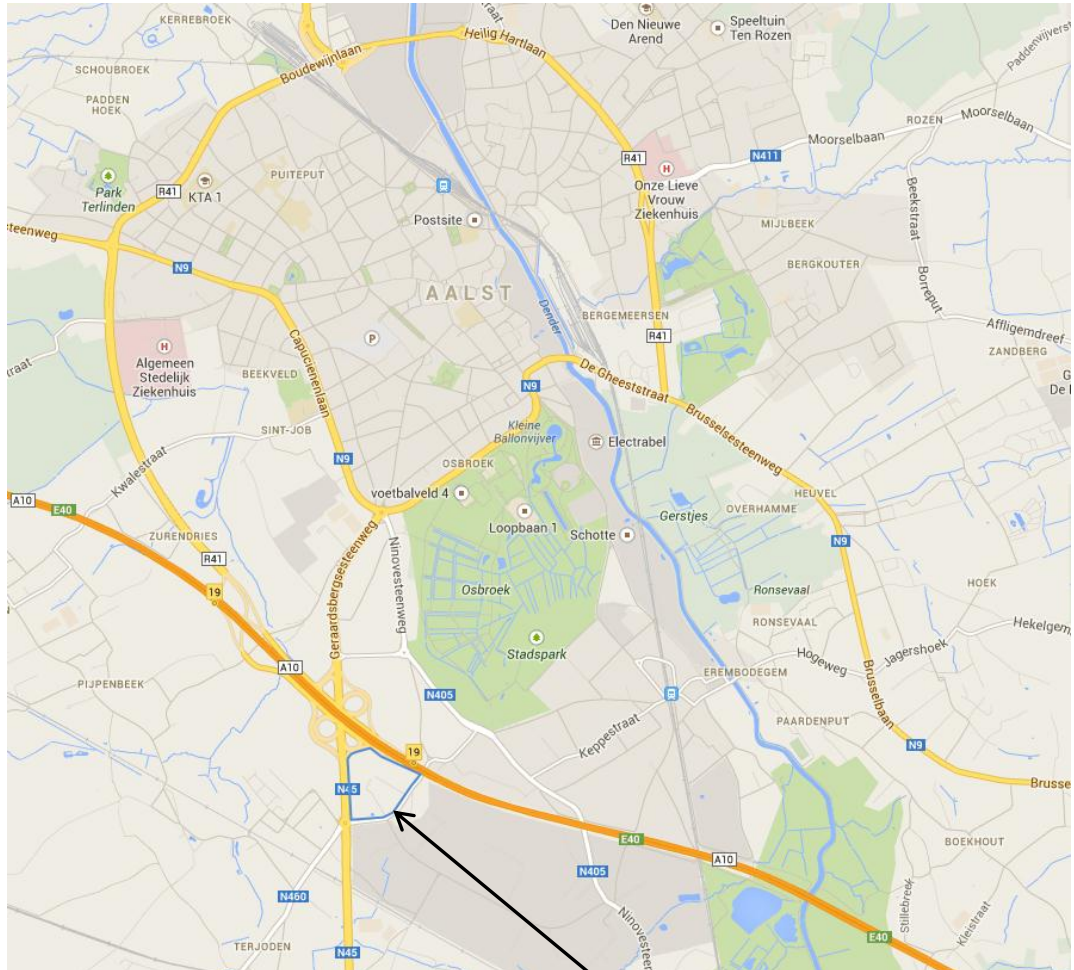 KERREBROEK
Den Nieuwe
Arend
Speeltuin
Ten Rozen
Heilig Hartlaan
Boudewijnlaan
SCHOUBROEK
PADDEN
HOEK
ROZEN
Moorselbaan
Moorselbaan
N411
R41
Park
Terlinden
R41
KTA 1
PUITEPUT
Onze Lieve
Vrouw
Ziekenhuis
Beekstraat
Postsite
MIJLBEEK
steenweg
N9
BERGKOUTER
Borreput
AALST
Dender
BERGEMEERSEN
R41
Affligemdreef
ZANDBERG
Algemeen
Stedelijk
Ziekenhuis
P
Capucienenlaan
BEEKVELD
De Gheeststraat
N9
Brusselsesteenweg
SINT-JOB
Kleine
Ballonvijver
Electrabel
Kwalestraat
N9
OSBROEK
voetbalveld 4
A10
E40
Loopbaan 1
Schotte
Gerstjes
HEUVEL
OVERHAMME
N9
ZURENDRIES
R41
Geraardsbergsesteenweg
Ninovesteenweg
Osbroek
Ronsevaal
HOEK
19
Stadspark
RONSEVAAL
Hogeweg
Jagershoek
Hekelgem
A10
EREMBODEGEM
Brusselbaan
PIJPENBEEK
N405
PAARDENPUT
Keppestraat
N9
19
N45
Brusse
E40
A10
BOEKHOUT
N405
N460
Stillebreek
Kleistraat
Ninovesteen
E40
TERJODEN
N45